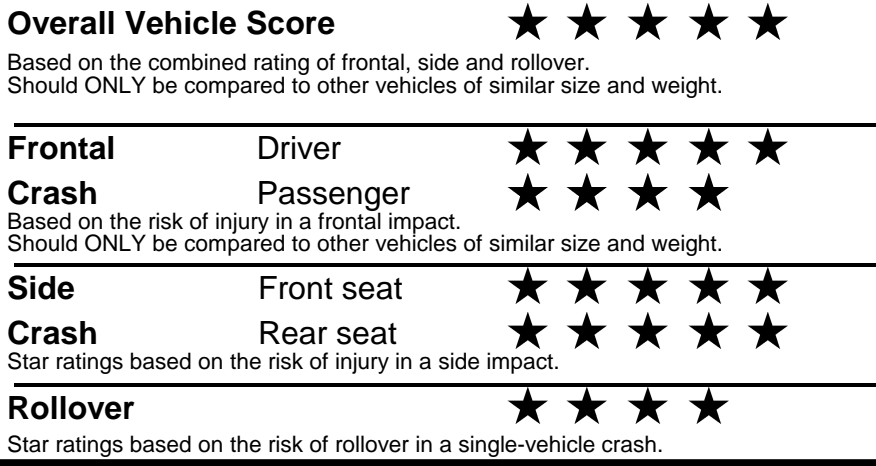 Overall Vehicle Score ★ ★ ★ ★ ★
Based on the combined rating of frontal, side and rollover.
Should ONLY be compared to other vehicles of similar size and weight.
Frontal Driver ★ ★ ★ ★ ★
Crash Passenger ★ ★ ★ ★
Based on the risk of injury in a frontal impact.
Should ONLY be compared to other vehicles of similar size and weight.
Side Front seat ★ ★ ★ ★ ★
Crash Rear seat ★ ★ ★ ★ ★
Star ratings based on the risk of injury in a side impact.
Rollover ★ ★ ★ ★
Star ratings based on the risk of rollover in a single-vehicle crash.